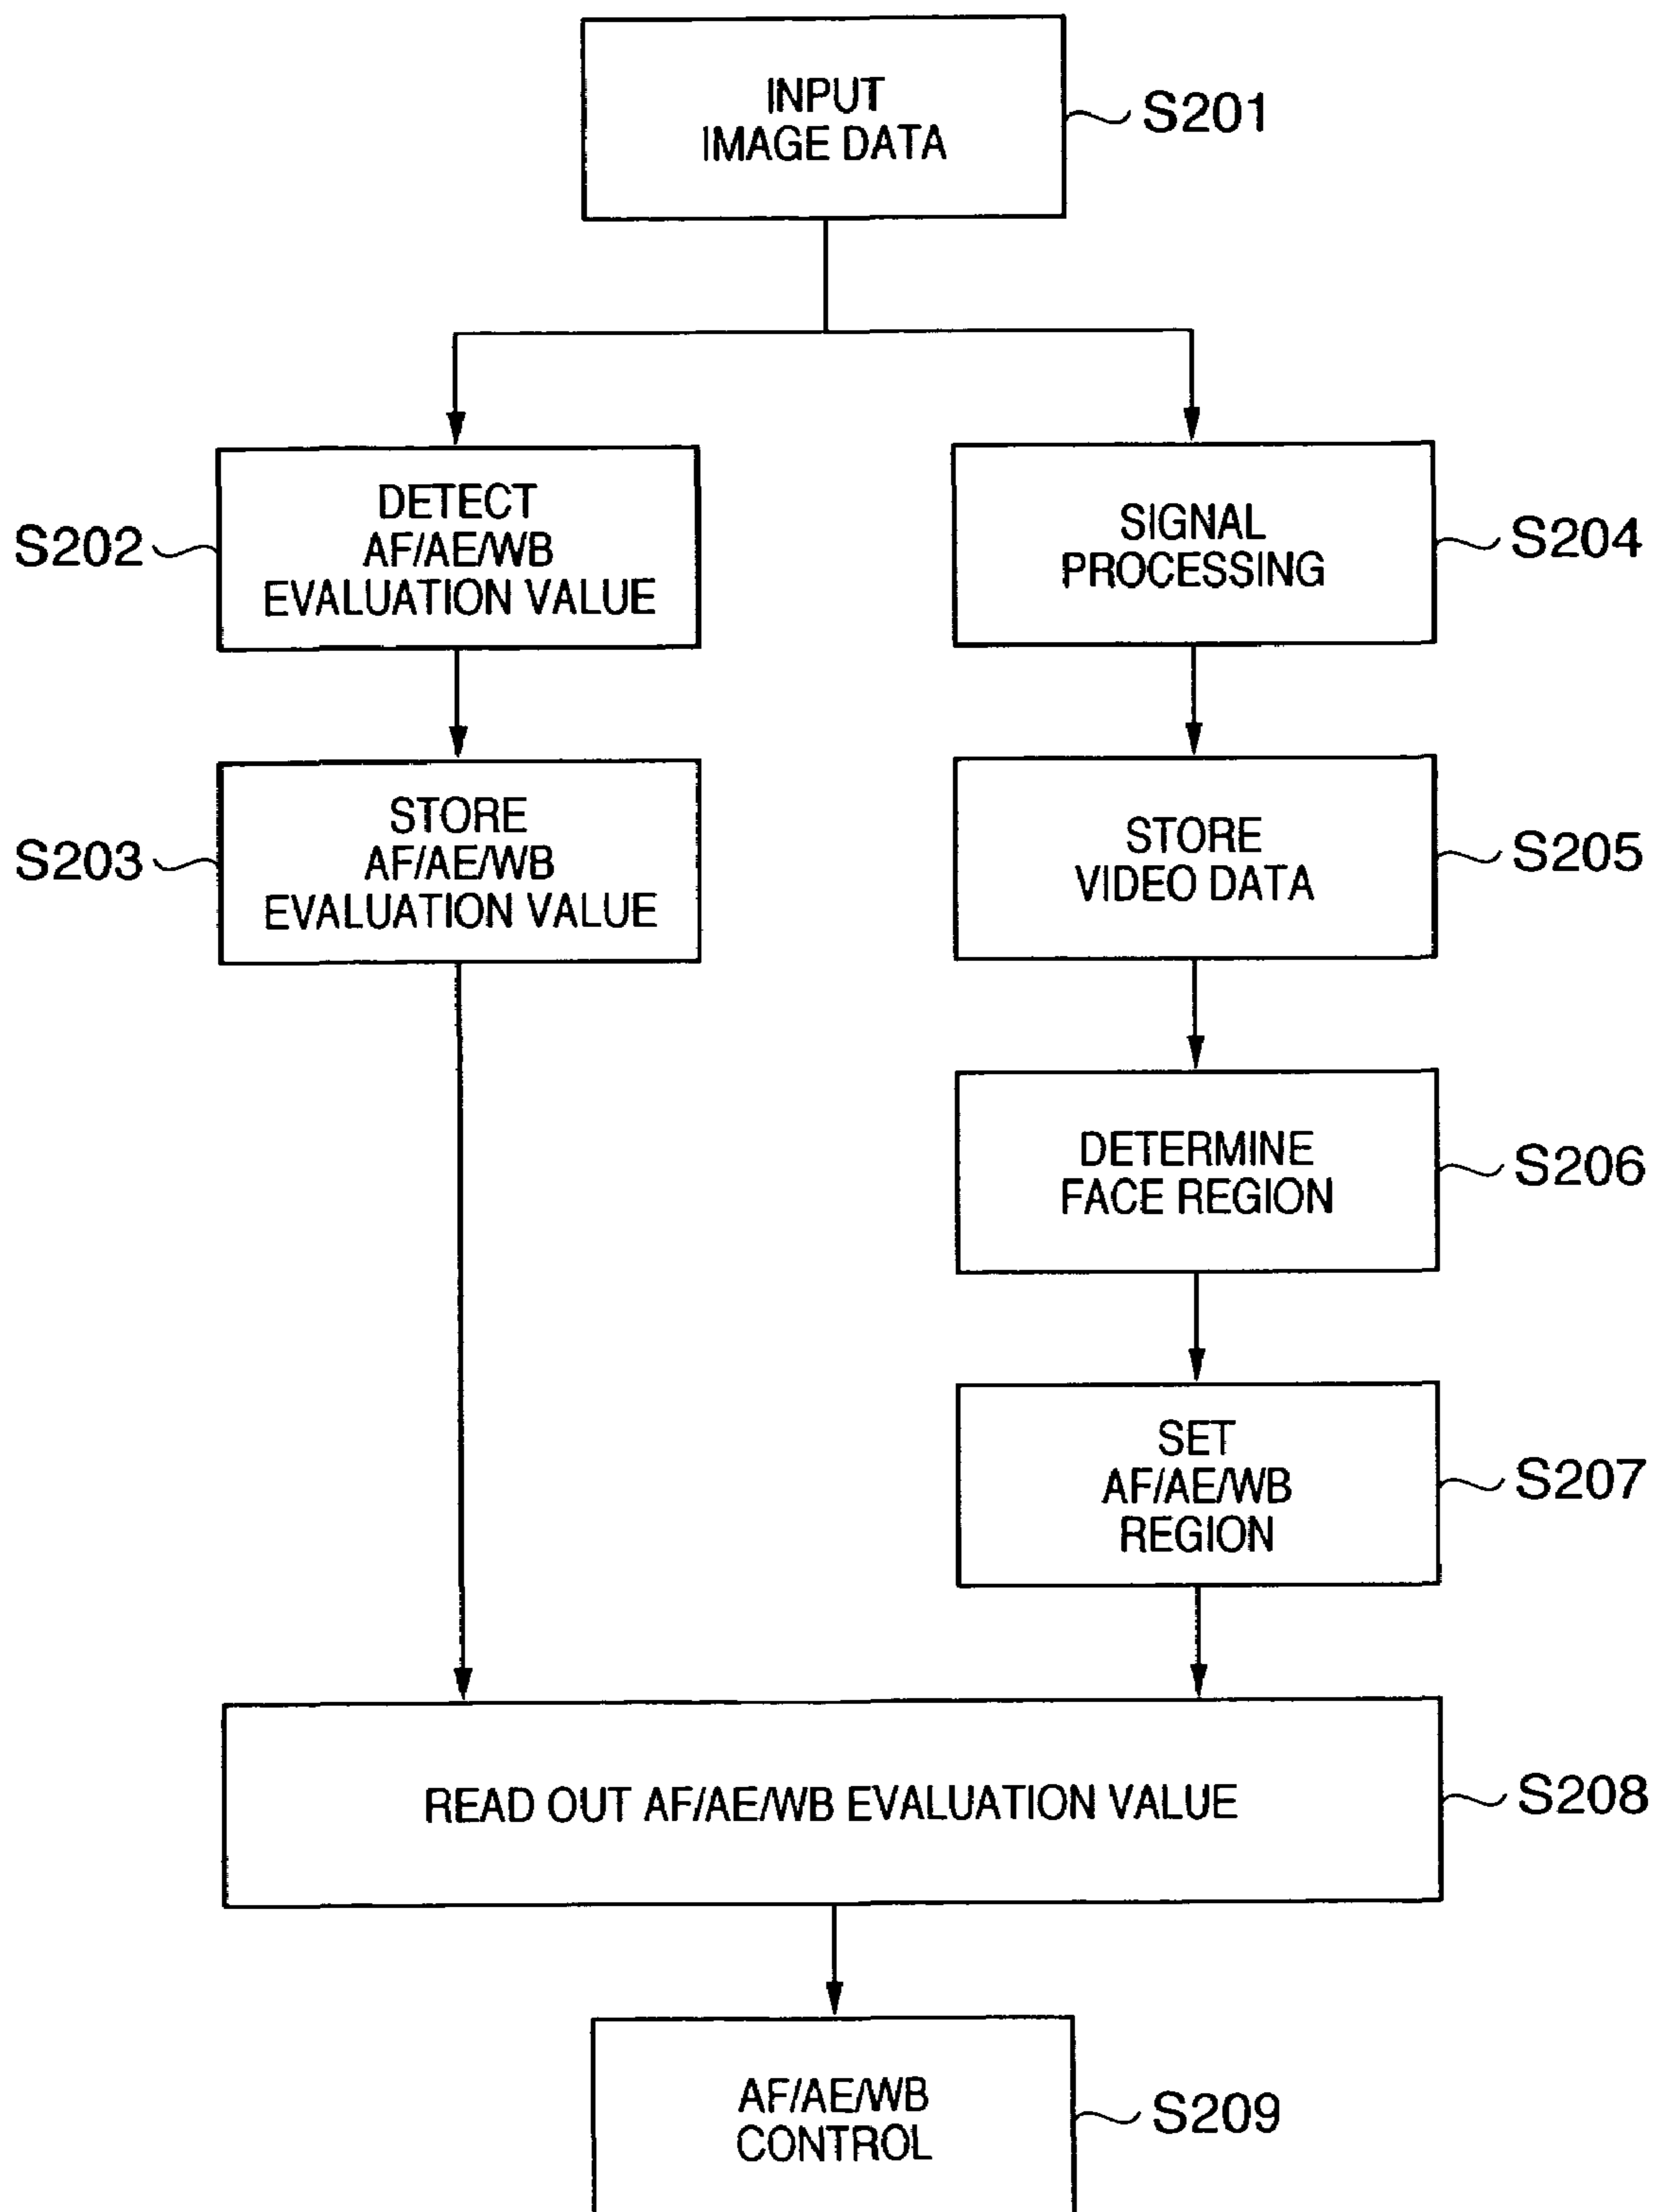 INPUT
IMAGE DATA
S201
DETECT
AF/AE/WB
EVALUATION VALUE
S202
STORE
AF/AE/WB
EVALUATION VALUE
S203
SIGNAL
PROCESSING
S204
STORE
VIDEO DATA
S205
DETERMINE
FACE REGION
S206
SET
AF/AE/WB
REGION
S207
READ OUT AF/AE/WB EVALUATION VALUE
S208
AF/AE/WB
CONTROL
S209